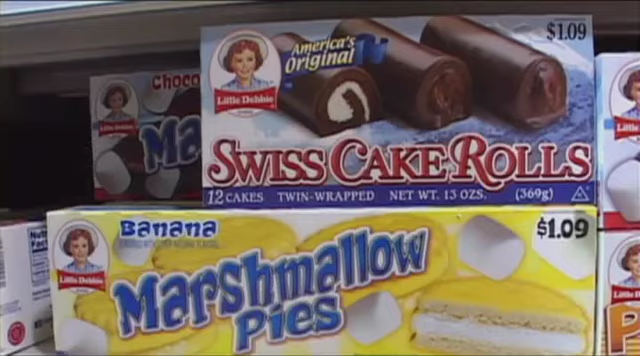 $1.09
America's
Original
Little Debbie
SWISS CAKE ROLLS
12 CAKES TWIN-WRAPPED NET WT. 13 OZS. (369g)
Choco
Little Debbie
Ma
Banana
$1.09
Little Debbie
Marshmallow
Pies
Little
Little
P